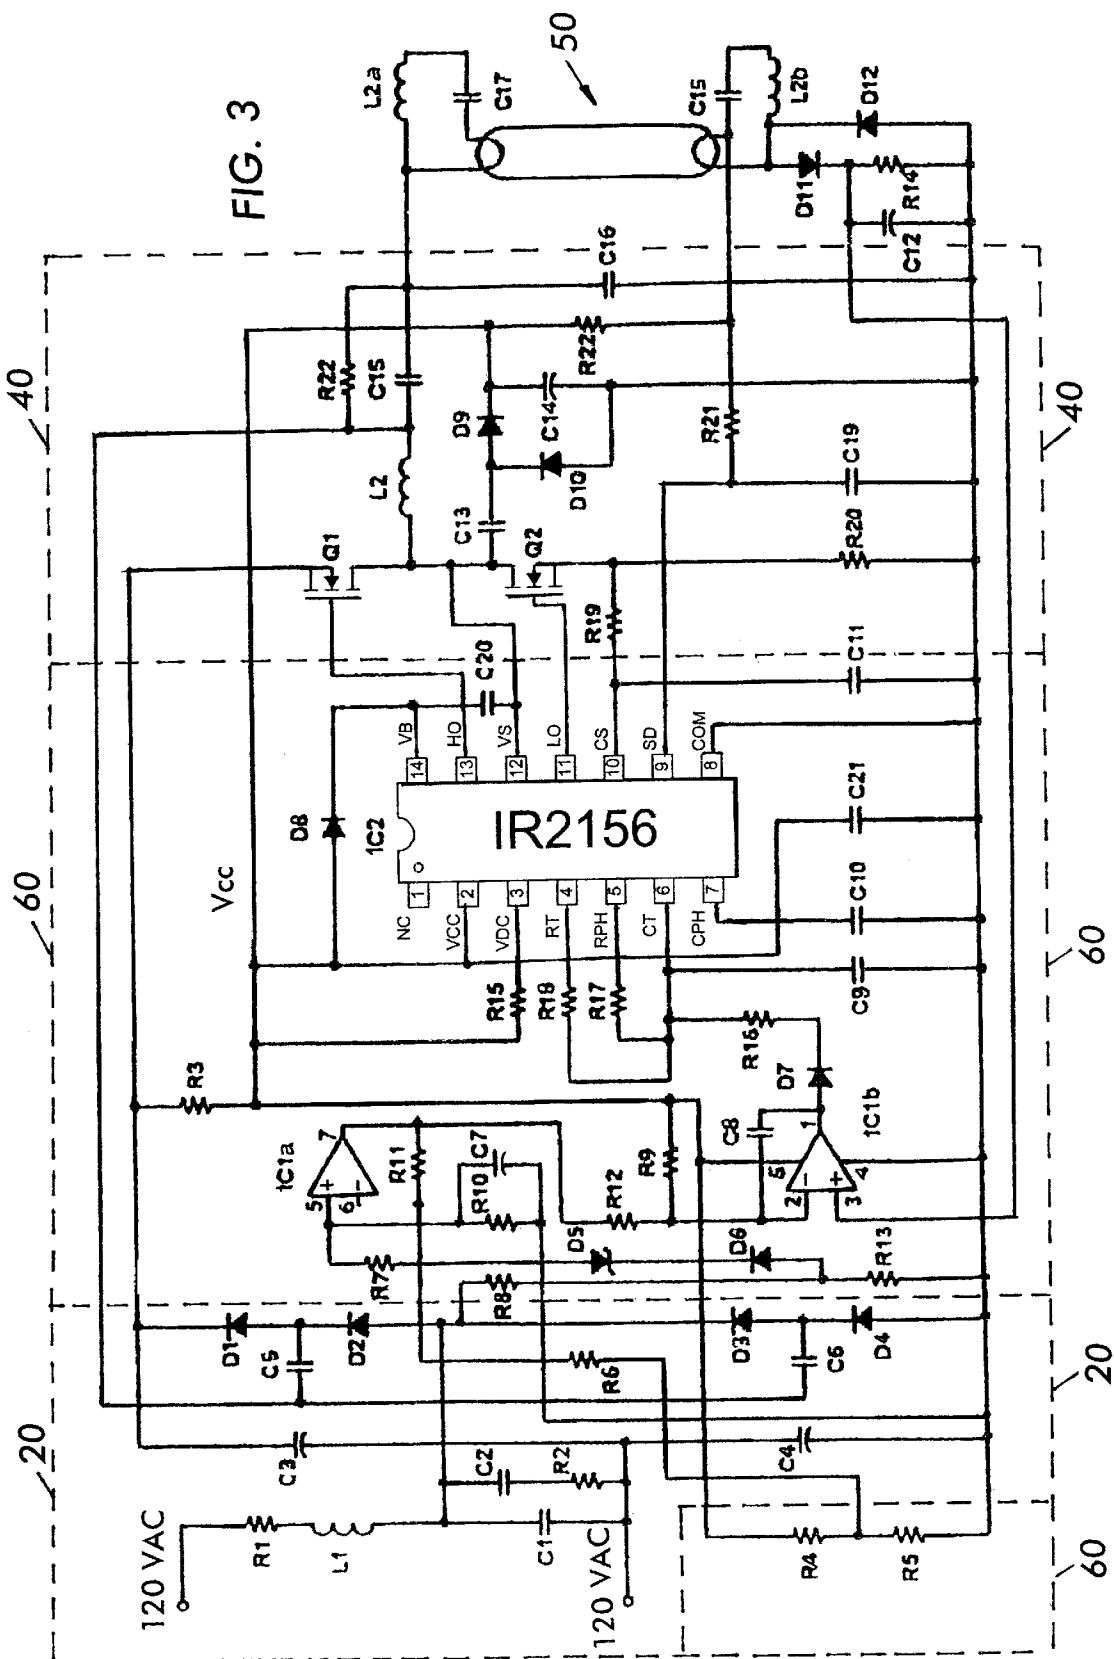 FIG. 3
40
60
20
120 VAC
R1
L1
C3
C1
C2
R2
120 VAC
D1
C5
D2
R6
R8
D3
C6
D4
C4
R4
R5
60
20
R3
Vcc
1C1a
5
6
7
+
−
R7
R11
R10
C7
D5
R12
R9
D6
R13
C8
2
3
−
+
5
1
4
1C1b
D7
R16
R15
R18
R17
C9
C10
C21
D8
1C2
IR2156
NC
VCC
VDC
RT
RPH
CT
CPH
1
2
3
4
5
6
7
14
13
12
11
10
9
8
VB
HO
VS
LO
CS
SD
COM
C20
C11
60
Q1
Q2
R19
R20
L2
C13
D9
D10
C14
R22
C15
R22
R21
C19
C16
40
L2a
C17
50
C15
L2b
D11
D12
C12
R14